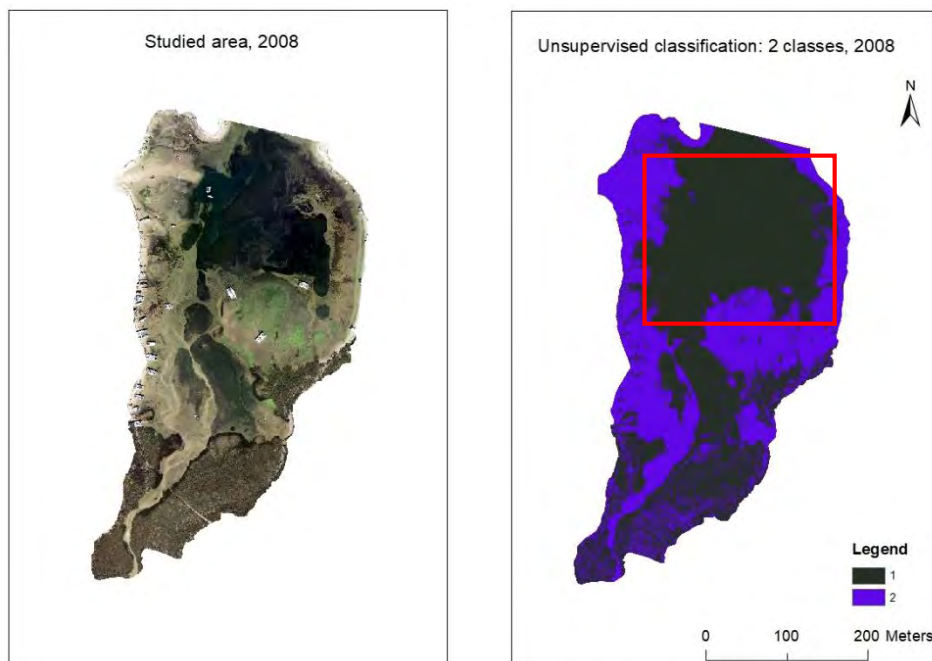 Studied area, 2008
Unsupervised classification: 2 classes, 2008
N
Legend
1
2
0 100 200 Meters